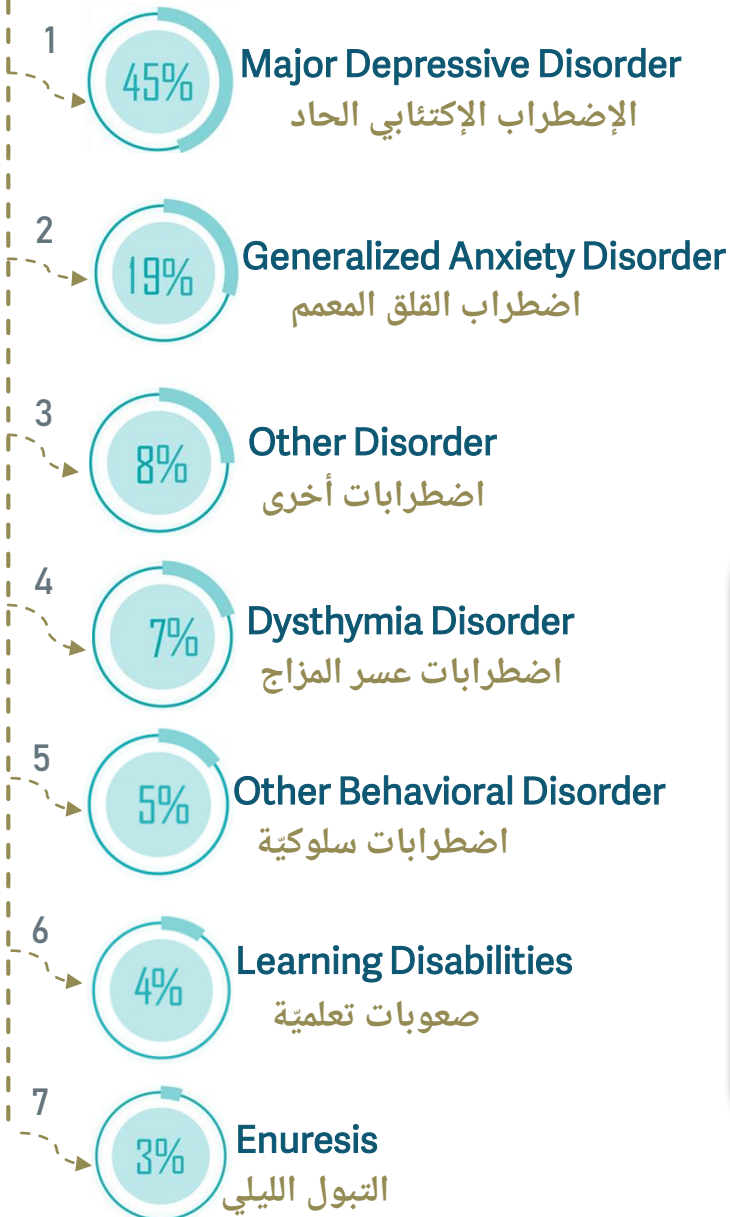 1
45%
Major Depressive Disorder
الإضطراب الإكتئابي الحاد
2
19%
Generalized Anxiety Disorder
اضطراب القلق المعمم
3
8%
Other Disorder
اضطرابات أخرى
4
7%
Dysthymia Disorder
اضطرابات عسر المزاج
5
5%
Other Behavioral Disorder
اضطرابات سلوكيّة
6
4%
Learning Disabilities
صعوبات تعلميّة
7
3%
Enuresis
التبول الليلي